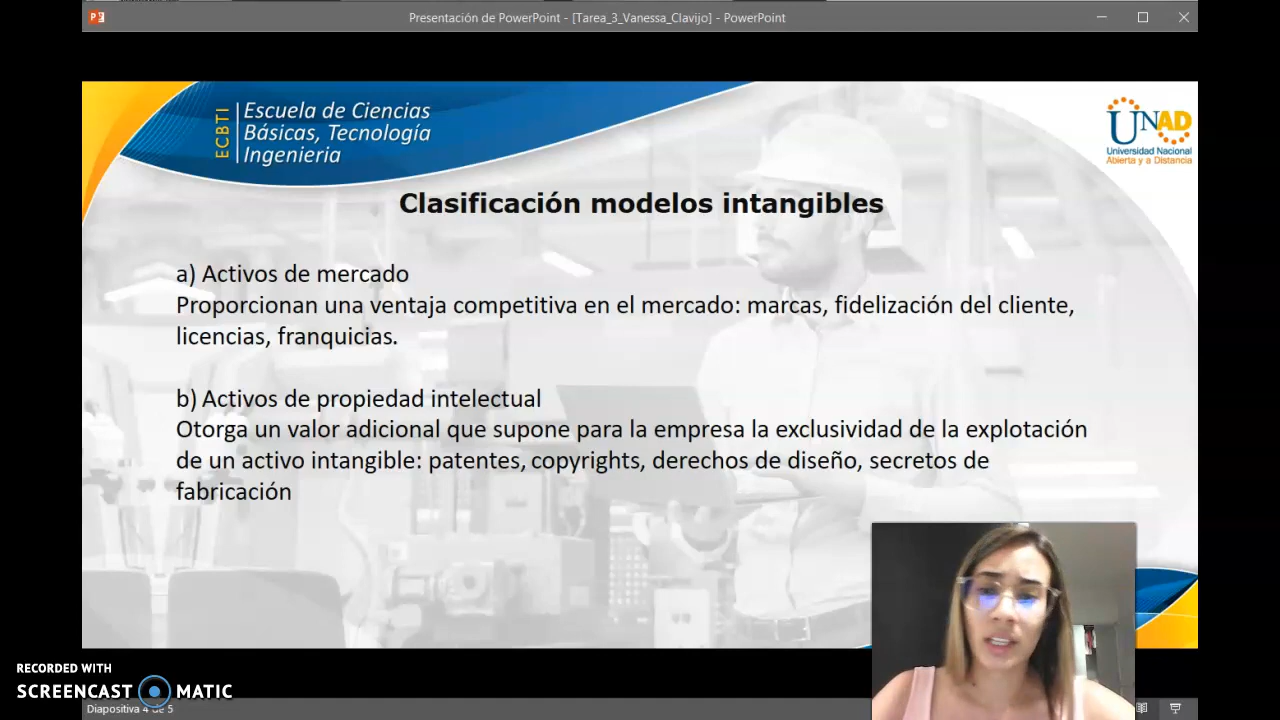 Presentación de PowerPoint - [Tarea_3_Vanessa_Clavijo] - PowerPoint
ECBTI
Escuela de Ciencias
Básicas, Tecnología
Ingenieria
UNAD
Universidad Nacional
Abierta y a Distancia
Clasificación modelos intangibles
a) Activos de mercado
Proporcionan una ventaja competitiva en el mercado: marcas, fidelización del cliente,
licencias, franquicias.
b) Activos de propiedad intelectual
Otorga un valor adicional que supone para la empresa la exclusividad de la explotación
de un activo intangible: patentes, copyrights, derechos de diseño, secretos de
fabricación
RECORDED WITH
SCREENCAST MATIC
Diapositiva 4 de 5